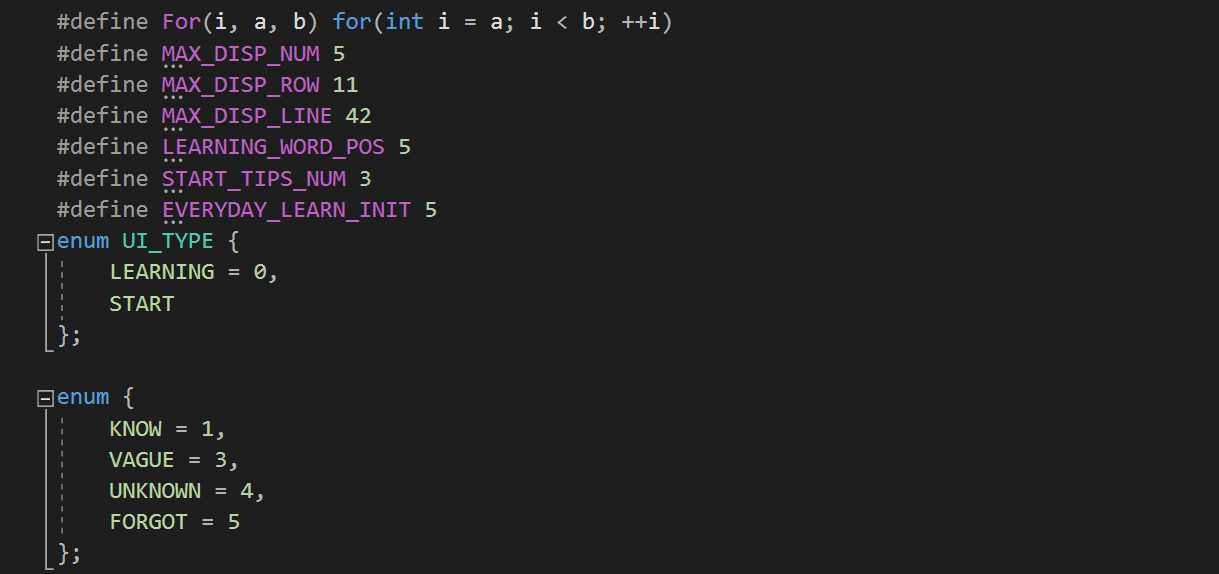 #define For(i, a, b) for(int i = a; i < b; ++i)
#define MAX_DISP_NUM 5
#define MAX_DISP_ROW 11
#define MAX_DISP_LINE 42
#define LEARNING_WORD_POS 5
#define START_TIPS_NUM 3
#define EVERYDAY_LEARN_INIT 5
enum UI_TYPE {
    LEARNING = 0,
    START
};

enum {
    KNOW = 1,
    VAGUE = 3,
    UNKNOWN = 4,
    FORGOT = 5
};